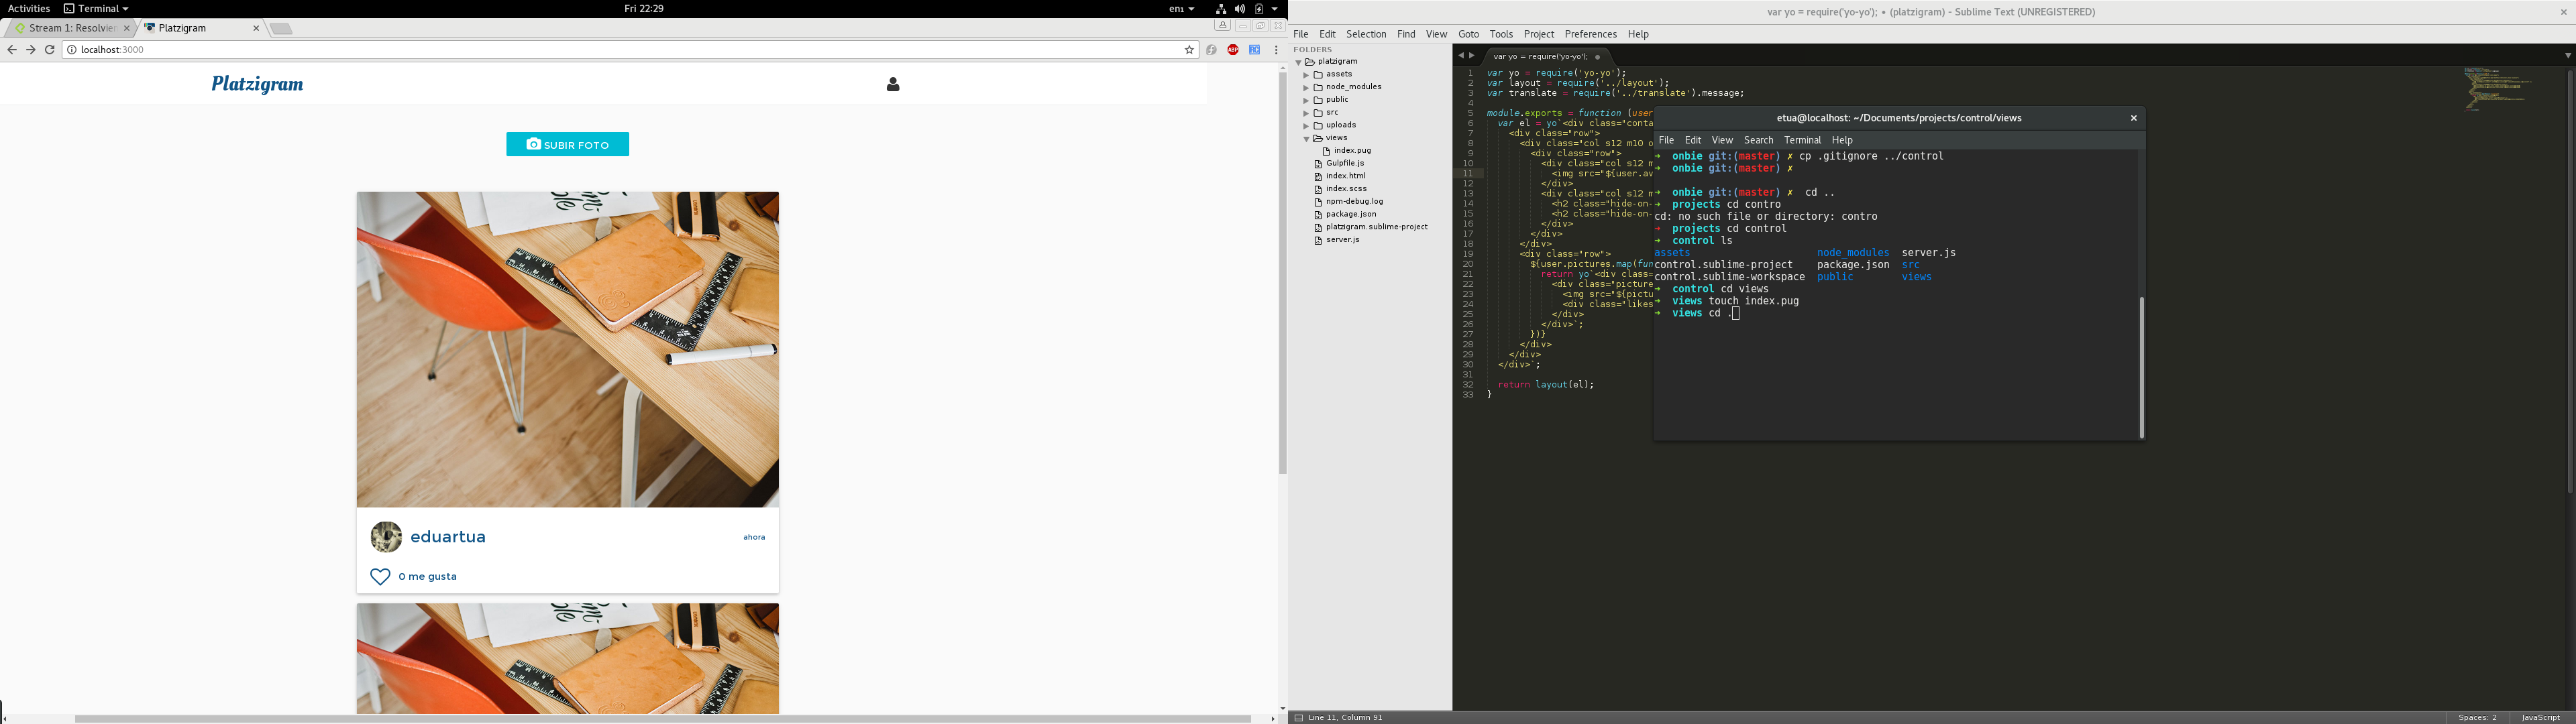 Activities Terminal Fri 22:29 en1
Stream 1: Resolvie Platzigram
localhost:3000
Platzigram
SUBIR FOTO
eduartua ahora
0 me gusta
var yo = require('yo-yo'); • (platzigram) - Sublime Text (UNREGISTERED)
File Edit Selection Find View Goto Tools Project Preferences Help
FOLDERS
platzigram
assets
node_modules
public
src
uploads
views
index.pug
Gulpfile.js
index.html
index.scss
npm-debug.log
package.json
platzigram.sublime-project
server.js
var yo = require('yo-yo');
1 var yo = require('yo-yo');
2 var layout = require('../layout');
3 var translate = require('../translate').message;
4
5 module.exports = function (user
6 var el = yo`<div class="conta
7 <div class="row">
8 <div class="col s12 m10 o
9 <div class="row">
10 <div class="col s12 m
11 <img src="${user.av
12 </div>
13 <div class="col s12 m
14 <h2 class="hide-on-
15 <h2 class="hide-on-
16 </div>
17 </div>
18 </div>
19 <div class="row">
20 ${user.pictures.map(fun
21 return yo`<div class=
22 <div class="picture
23 <img src="${pictu
24 <div class="likes
25 </div>
26 </div>`;
27 })}
28 </div>
29 </div>
30 </div>`;
31
32 return layout(el);
33 }
etua@localhost: ~/Documents/projects/control/views
File Edit View Search Terminal Help
➜ onbie git:(master) ✗ cp .gitignore ../control
➜ onbie git:(master) ✗
➜ onbie git:(master) ✗ cd ..
➜ projects cd contro
cd: no such file or directory: contro
➜ projects cd control
➜ control ls
assets node_modules server.js
control.sublime-project package.json src
control.sublime-workspace public views
➜ control cd views
➜ views touch index.pug
➜ views cd .
Line 11, Column 91 Spaces: 2 JavaScript